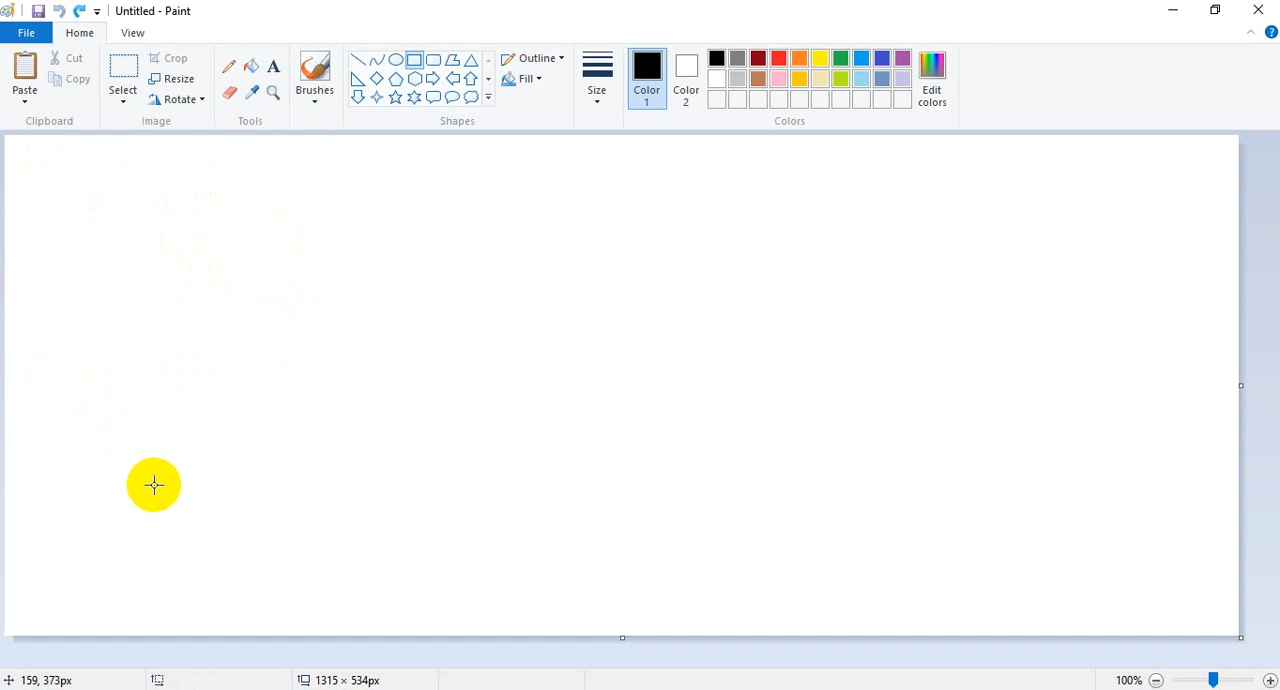 Untitled - Paint
File Home View
Paste Cut Copy
Clipboard
Select Crop Resize Rotate
Image
A
Tools
Brushes
Outline Fill
Shapes
Size
Color 1
Color 2
Edit colors
Colors
?
159, 373px
1315 × 534px
100%